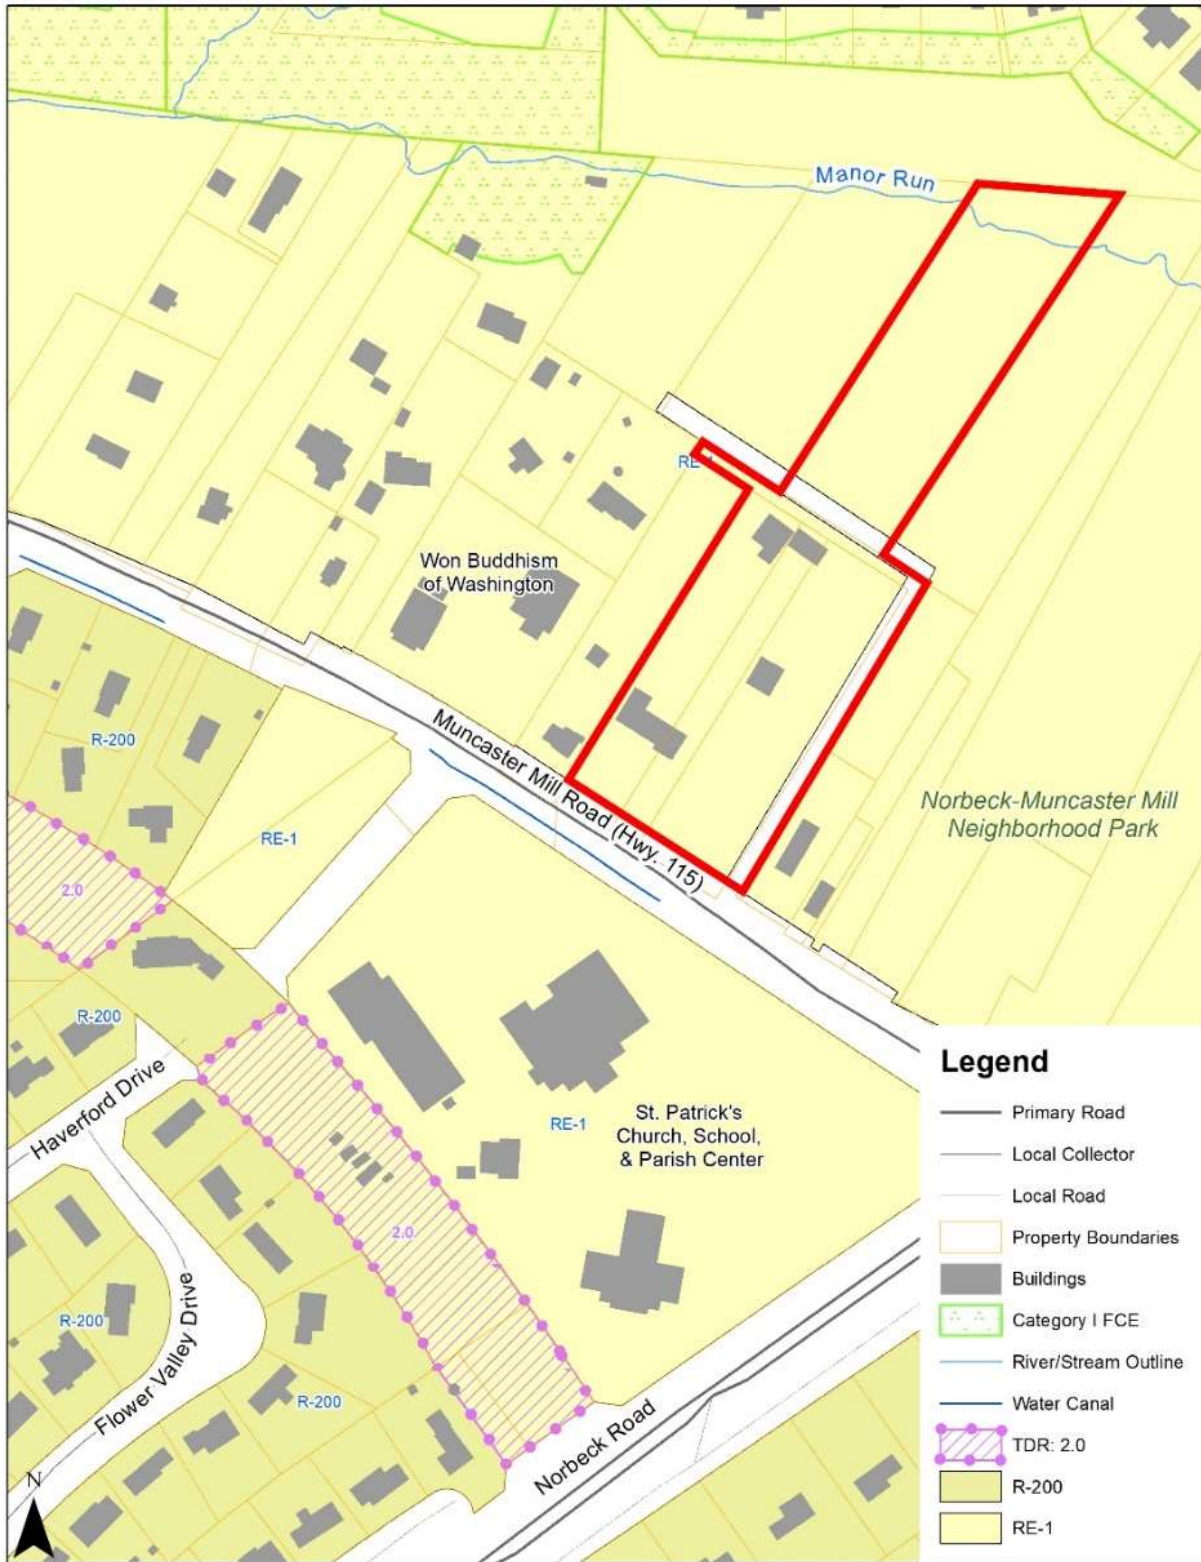 Manor Run
RE-1
Won Buddhism
of Washington
Muncaster Mill Road (Hwy. 115)
R-200
RE-1
2.0
Norbeck-Muncaster Mill
Neighborhood Park
R-200
Haverford Drive
RE-1
St. Patrick's
Church, School,
& Parish Center
2.0
R-200
Flower Valley Drive
R-200
Norbeck Road
N
Legend
Primary Road
Local Collector
Local Road
Property Boundaries
Buildings
Category I FCE
River/Stream Outline
Water Canal
TDR: 2.0
R-200
RE-1